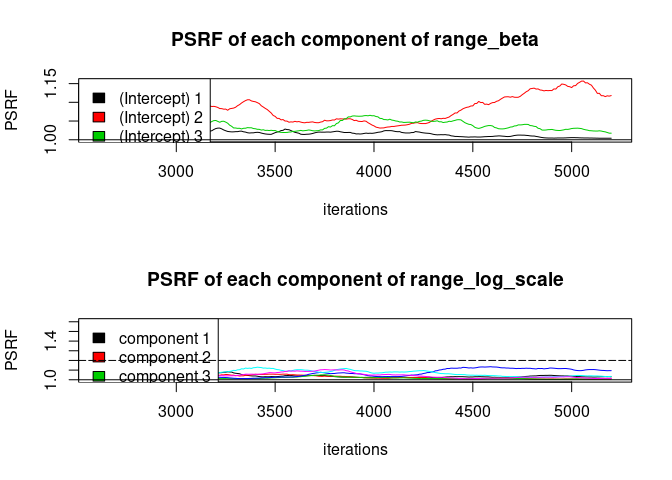 PSRF of each component of range_beta
PSRF
1.00 1.15
(Intercept) 1
(Intercept) 2
(Intercept) 3
3000 3500 4000 4500 5000
iterations
PSRF of each component of range_log_scale
PSRF
1.0 1.4
component 1
component 2
component 3
3000 3500 4000 4500 5000
iterations